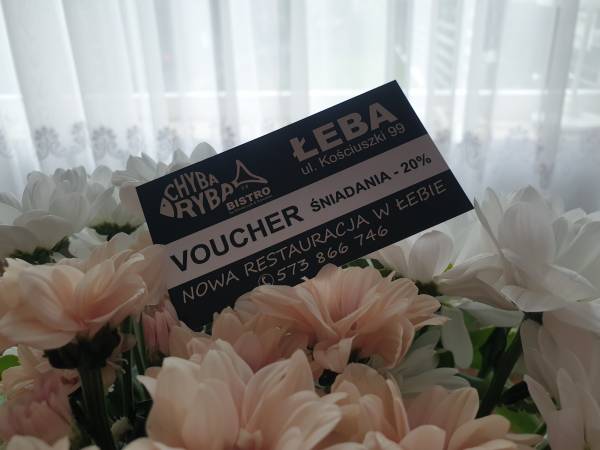 CHYBA
RYBA
BISTRO
ŁEBA
ul. Kościuszki 99
VOUCHER ŚNIADANIA - 20%
NOWA RESTAURACJA W ŁEBIE
573 866 746